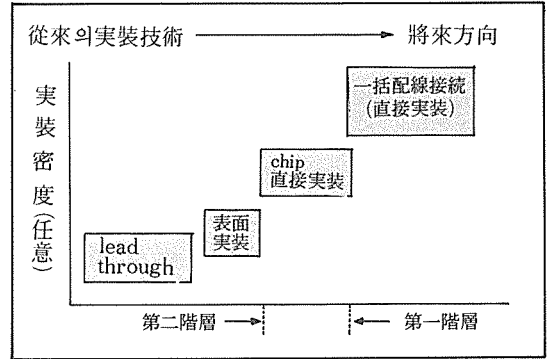 從來의実装技術 將來方向
実装密度(任意)
一括配線接続
(直接実装)
chip
直接実装
表面
実装
lead
through
第二階層 第一階層